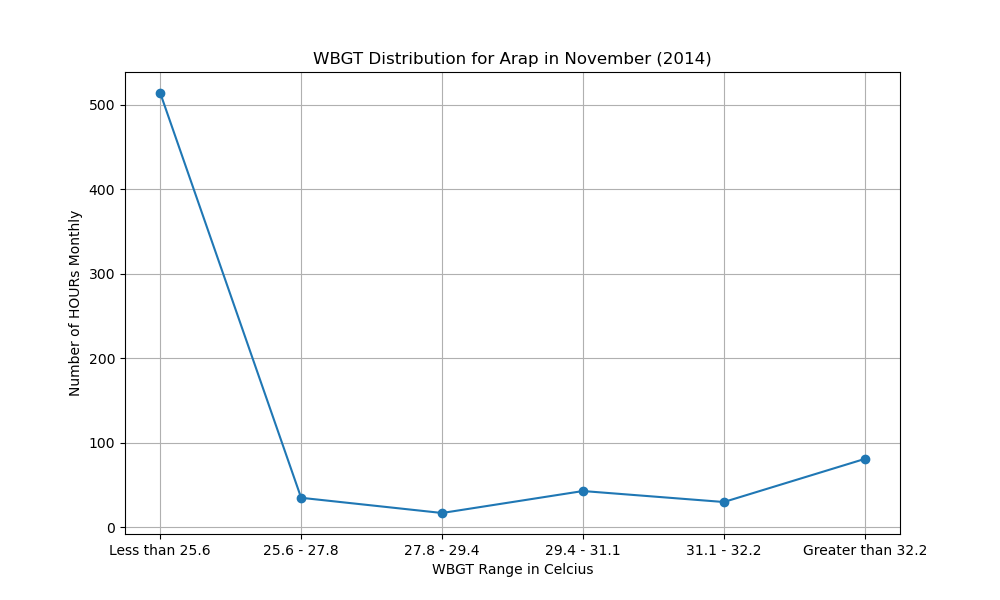 WBGT Distribution for Arap in November (2014)
Number of HOURs Monthly
500
400
300
200
100
0
Less than 25.6
25.6 - 27.8
27.8 - 29.4
29.4 - 31.1
31.1 - 32.2
Greater than 32.2
WBGT Range in Celcius